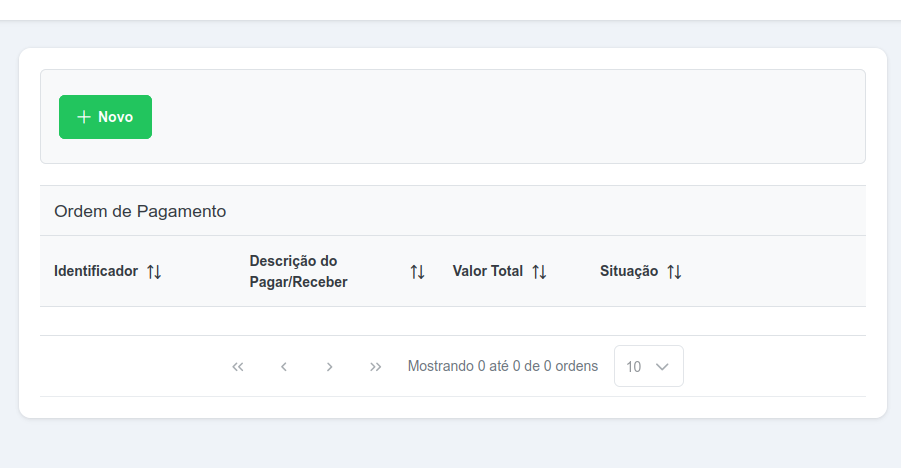 Novo
Ordem de Pagamento
Identificador
Descrição do
Pagar/Receber
Valor Total
Situação
Mostrando 0 até 0 de 0 ordens
10